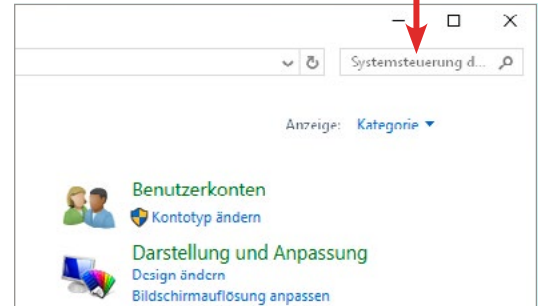 Systemsteuerung d...
Anzeige: Kategorie
Benutzerkonten
Kontotyp ändern
Darstellung und Anpassung
Design ändern
Bildschirmauflösung anpassen